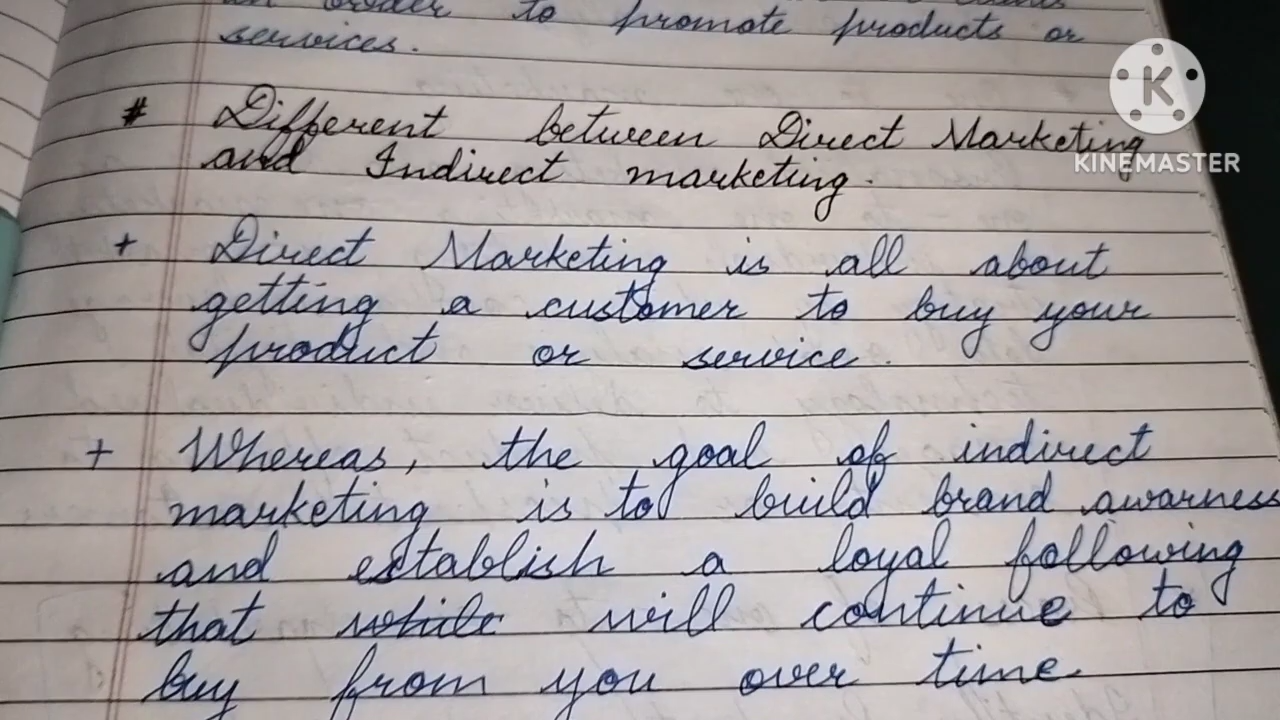 order to promote products or
services.
# Different between Direct Marketing
and Indirect marketing.
+ Direct Marketing is all about
getting a customer to buy your
product or service.
+ Whereas, the goal of indirect
marketing is to build brand awarness
and establish a loyal following
that while will continue to
buy from you over time.
K
KINEMASTER